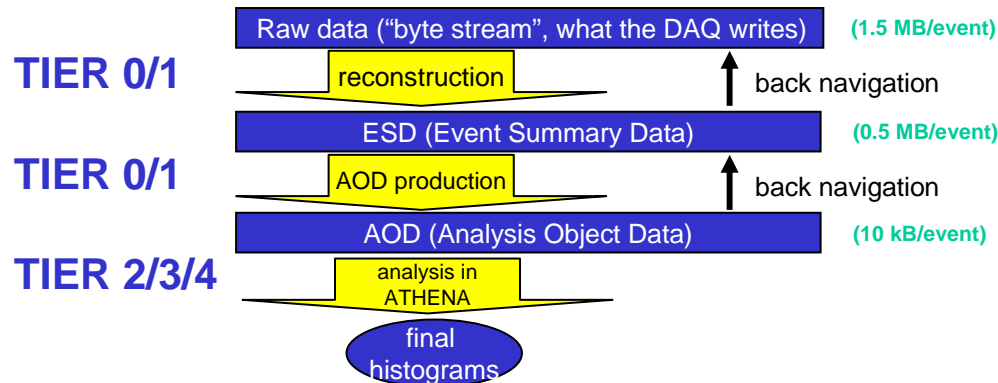 Raw data (“byte stream”, what the DAQ writes)
(1.5 MB/event)
TIER 0/1
reconstruction
back navigation
ESD (Event Summary Data)
(0.5 MB/event)
TIER 0/1
AOD production
back navigation
AOD (Analysis Object Data)
(10 kB/event)
TIER 2/3/4
analysis in
ATHENA
final
histograms